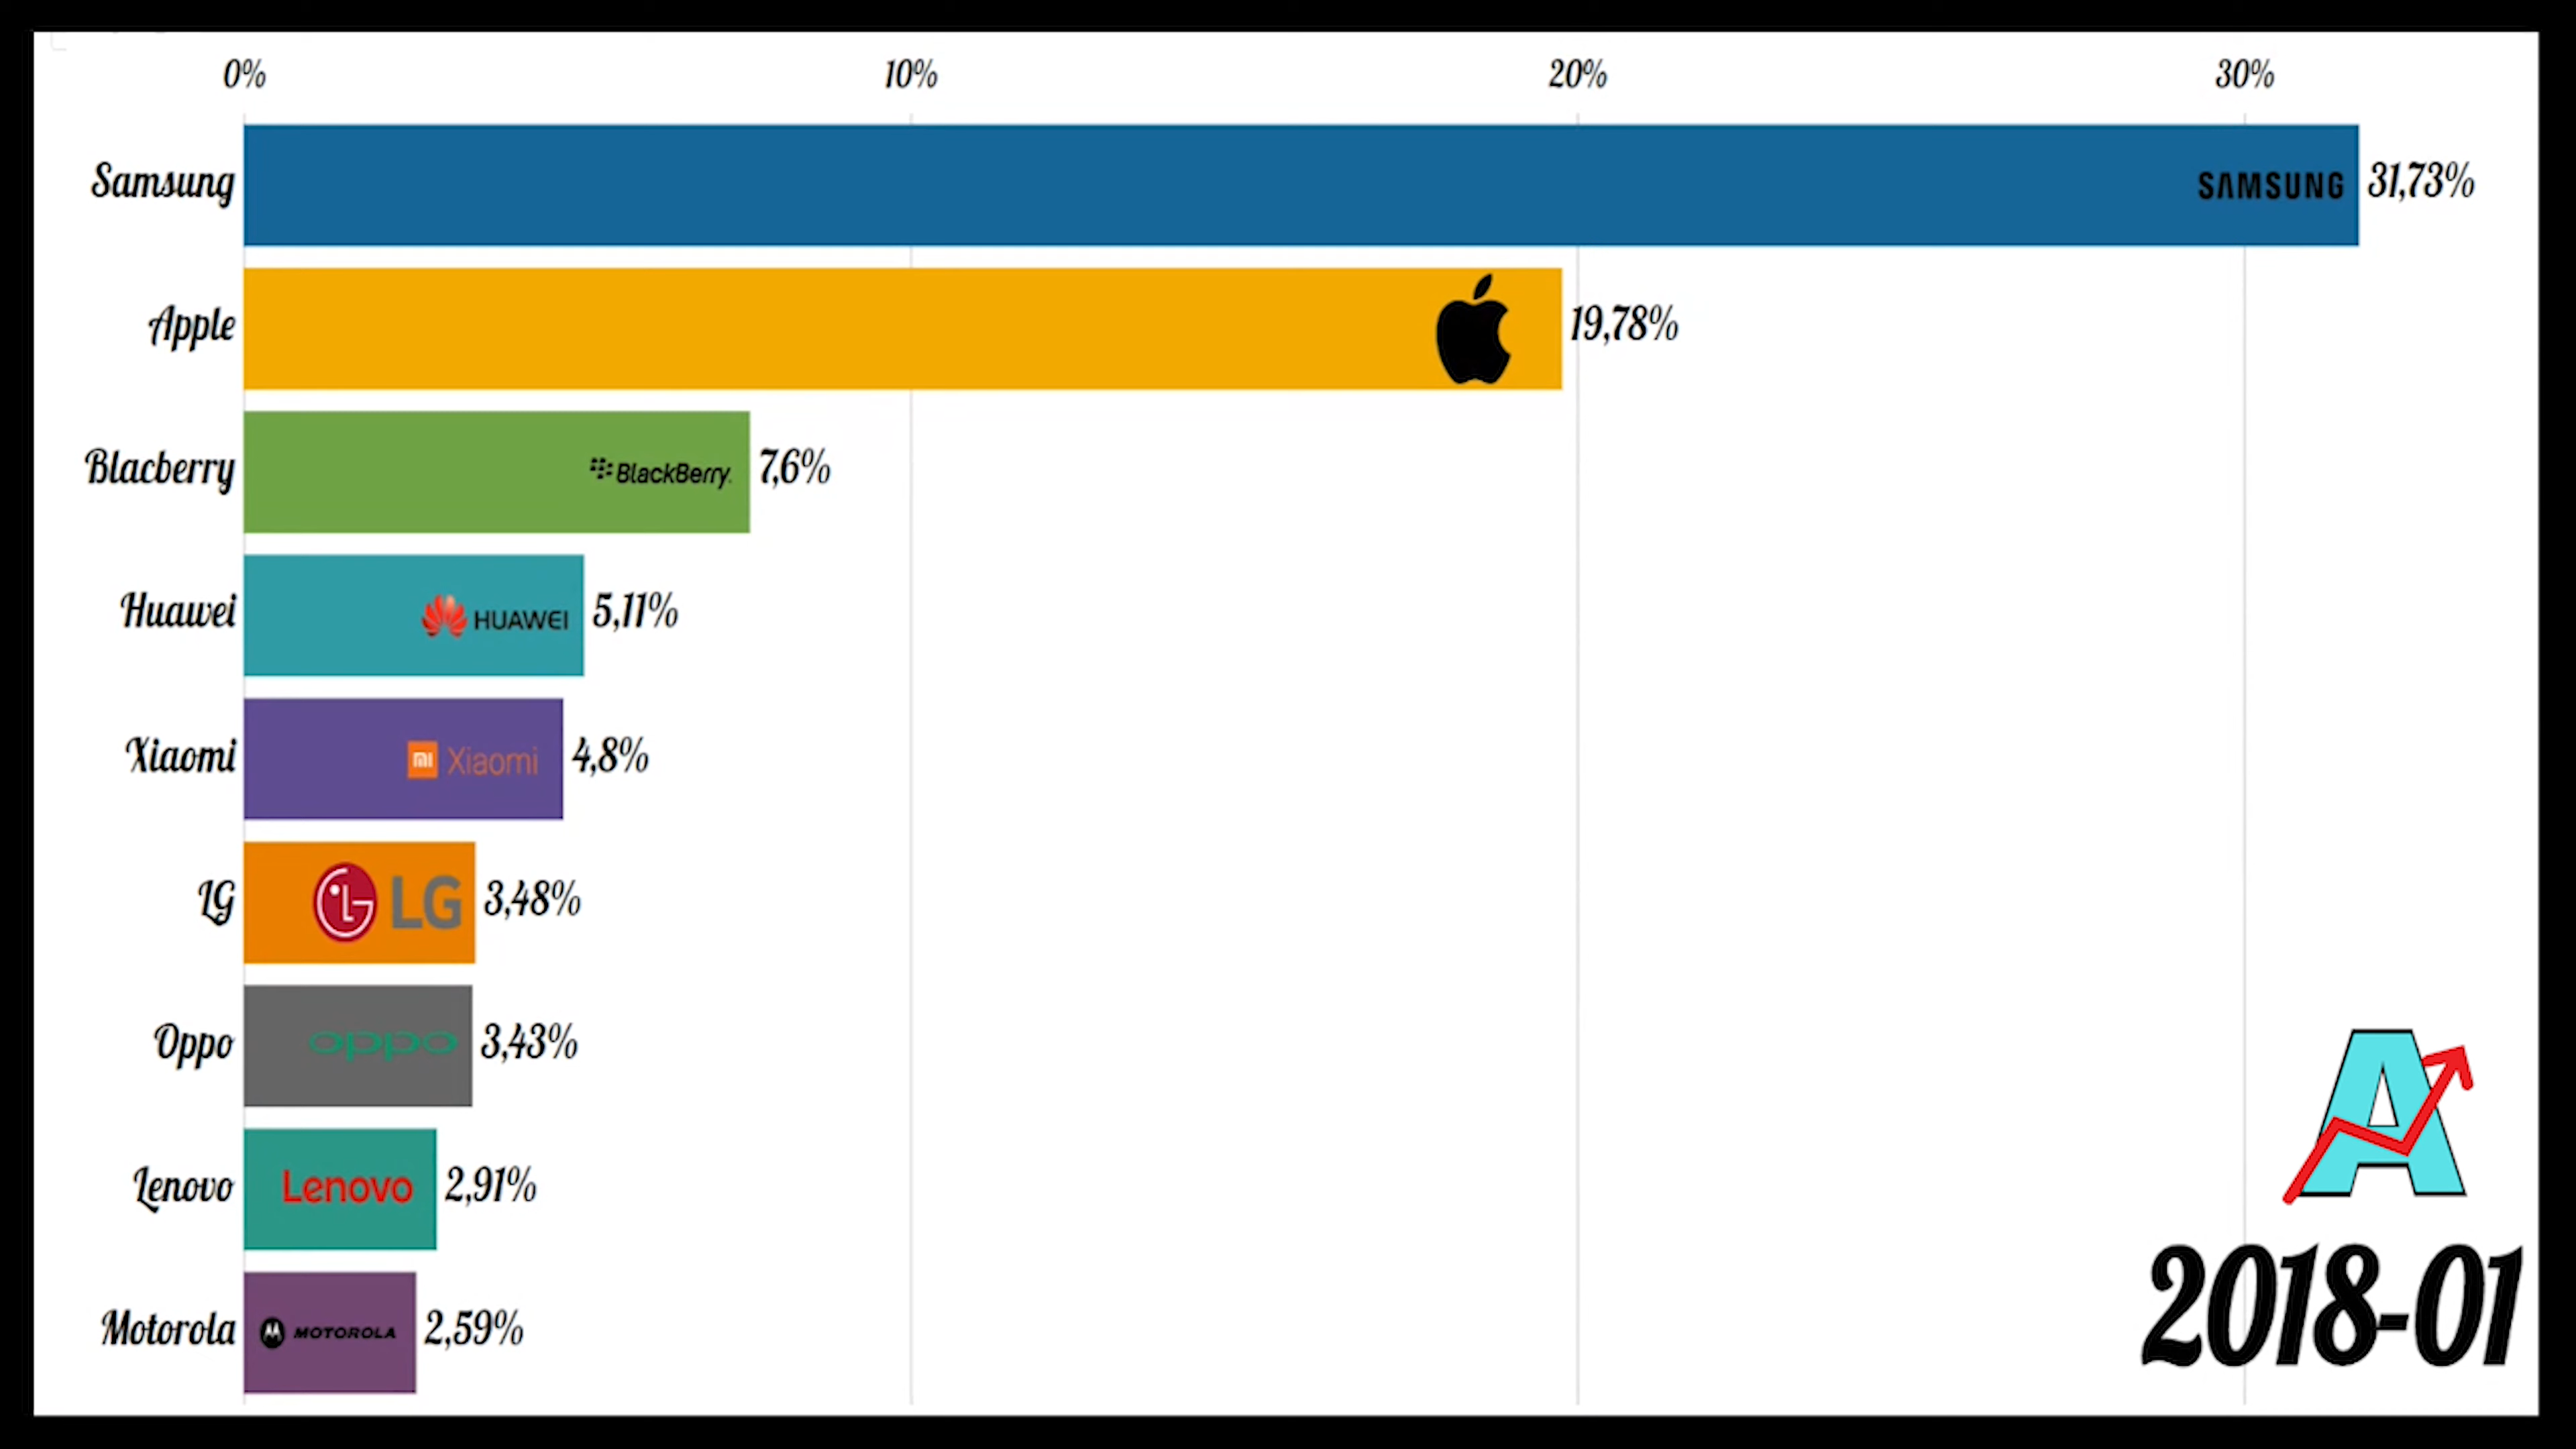 0% 10% 20% 30%
Samsung SAMSUNG 31,73%
Apple 19,78%
Blacberry BlackBerry. 7,6%
Huawei HUAWEI 5,11%
Xiaomi mi Xiaomi 4,8%
LG LG LG 3,48%
Oppo oppo 3,43%
Lenovo Lenovo 2,91%
Motorola M MOTOROLA 2,59%
A
2018-01